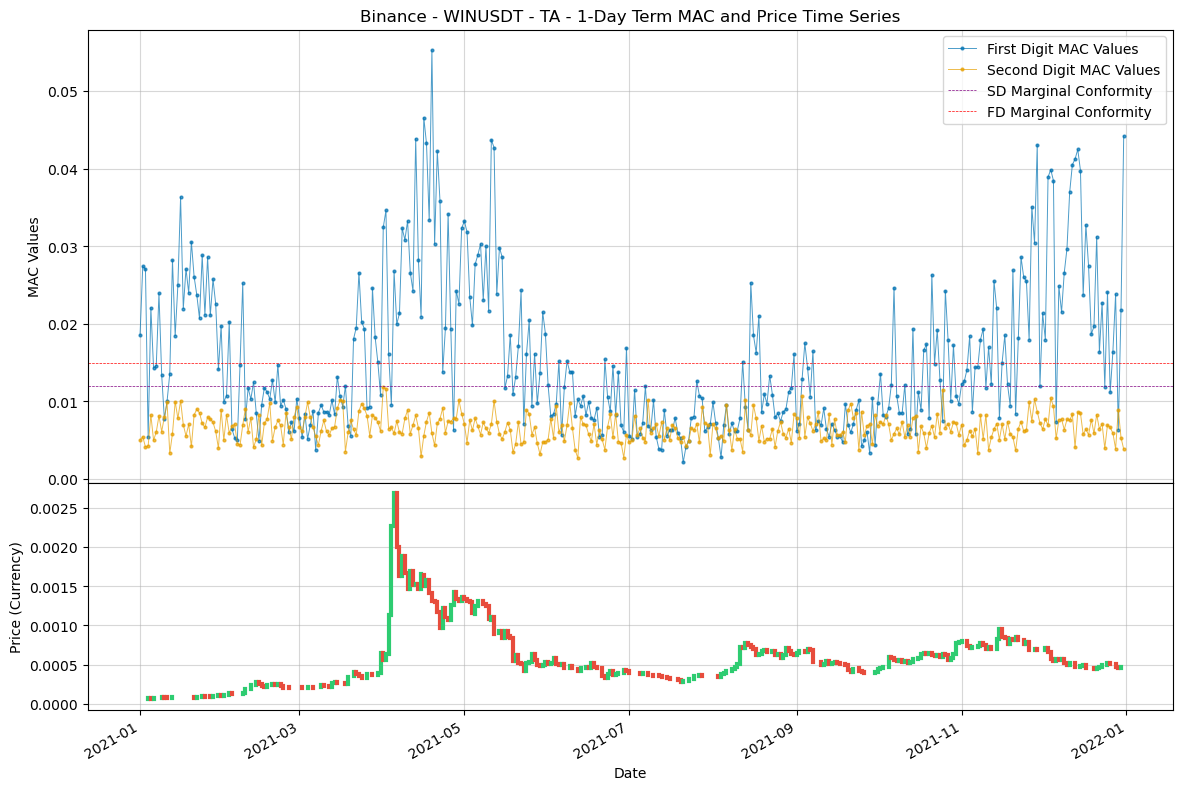 Binance - WINUSDT - TA - 1-Day Term MAC and Price Time Series
First Digit MAC Values
Second Digit MAC Values
SD Marginal Conformity
FD Marginal Conformity
MAC Values
0.05
0.04
0.03
0.02
0.01
0.00
Price (Currency)
0.0025
0.0020
0.0015
0.0010
0.0005
0.0000
2021-01
2021-03
2021-05
2021-07
2021-09
2021-11
2022-01
Date